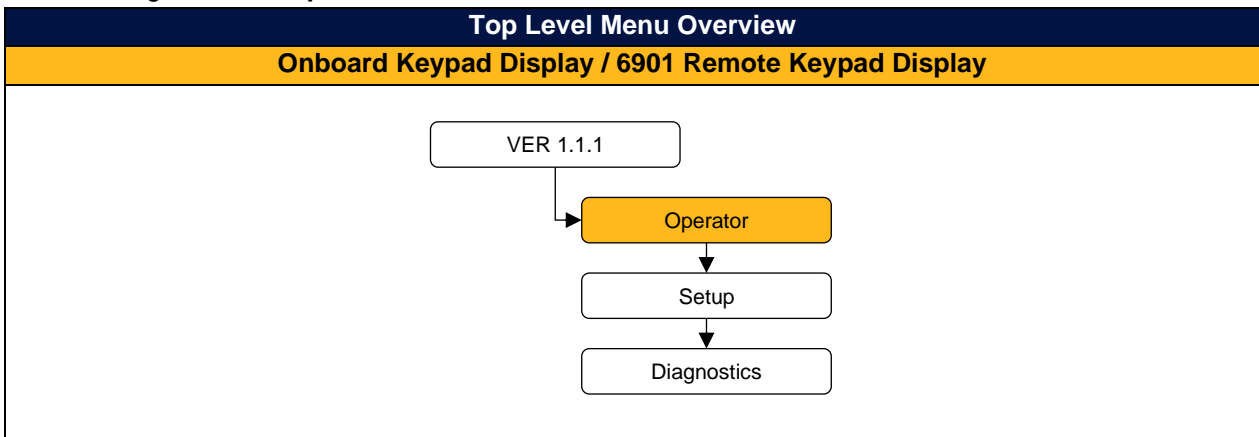 Top Level Menu Overview
Onboard Keypad Display / 6901 Remote Keypad Display
VER 1.1.1
Operator
Setup
Diagnostics